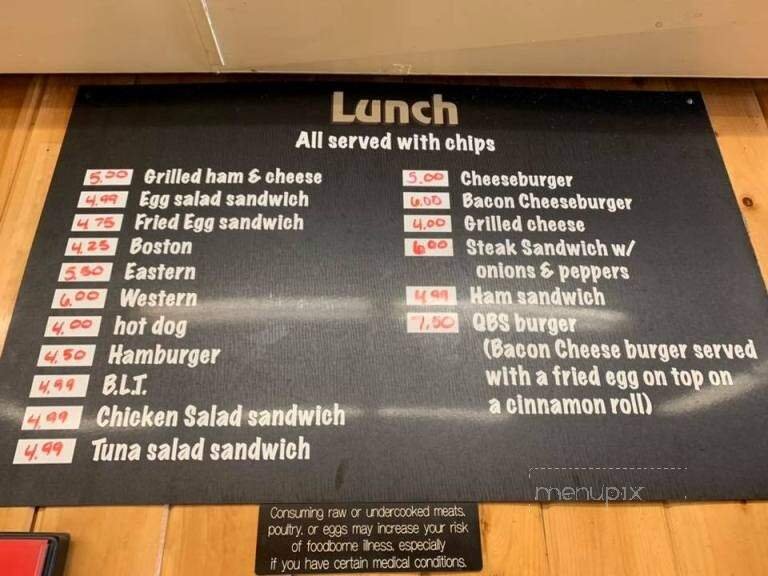 Lunch
All served with chips
5.00 Grilled ham & cheese
4.99 Egg salad sandwich
4.75 Fried Egg sandwich
4.25 Boston
5.50 Eastern
6.00 Western
4.00 hot dog
4.50 Hamburger
4.99 B.L.T.
4.99 Chicken Salad sandwich
4.99 Tuna salad sandwich
5.00 Cheeseburger
6.00 Bacon Cheeseburger
4.00 Grilled cheese
6.00 Steak Sandwich w/
onions & peppers
4.99 Ham sandwich
7.50 QBS burger
(Bacon Cheese burger served
with a fried egg on top on
a cinnamon roll)
menupix
Consuming raw or undercooked meats,
poultry, or eggs may increase your risk
of foodborne illness, especially
if you have certain medical conditions.